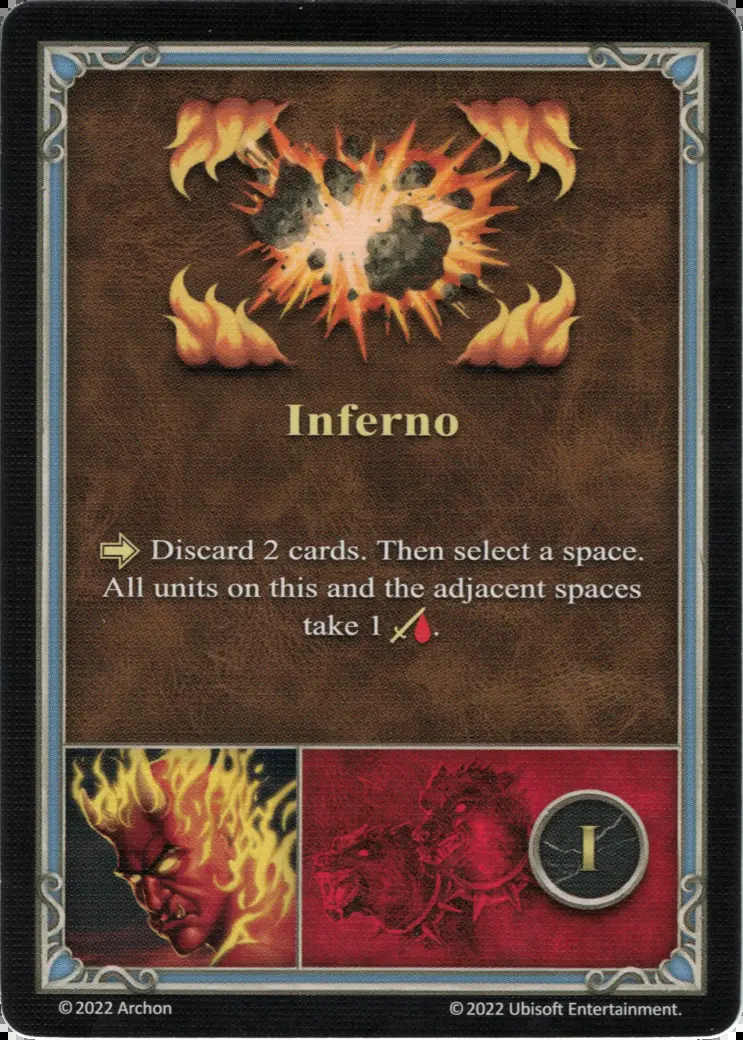 Inferno
Discard 2 cards. Then select a space.
All units on this and the adjacent spaces
take 1 .
I
© 2022 Archon
© 2022 Ubisoft Entertainment.